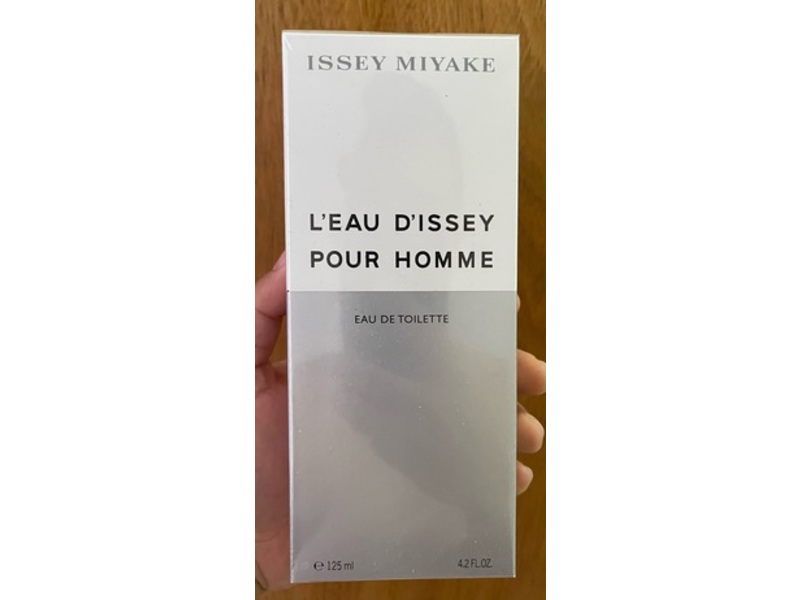 ISSEY MIYAKE
L'EAU D'ISSEY
POUR HOMME
EAU DE TOILETTE
℮ 125 ml 4.2 FL.OZ.